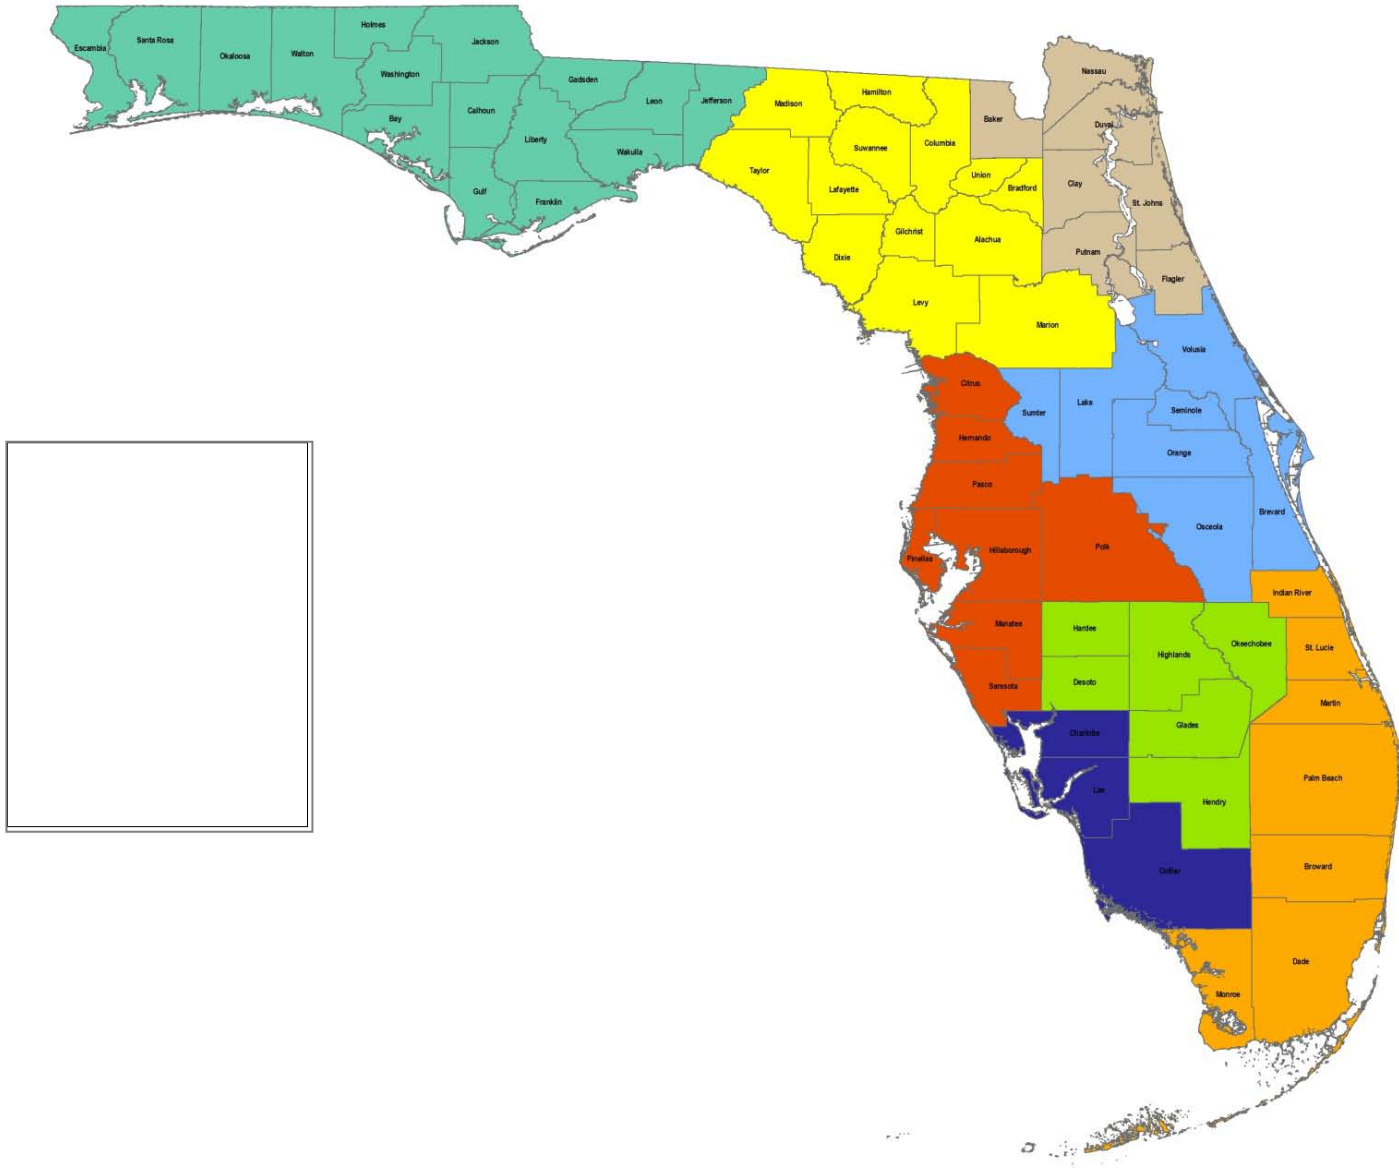 Holmes
Escambia
Santa Rosa
Okaloosa
Walton
Jackson
Washington
Gadsden
Nassau
Calhoun
Leon
Jefferson
Madison
Hamilton
Bay
Baker
Duval
Liberty
Wakulla
Suwannee
Columbia
Taylor
Union
Clay
Gulf
Franklin
Lafayette
Bradford
St. Johns
Gilchrist
Alachua
Dixie
Putnam
Flagler
Levy
Marion
Volusia
Citrus
Sumter
Lake
Seminole
Hernando
Orange
Pasco
Brevard
Osceola
Hillsborough
Polk
Pinellas
Indian River
Manatee
Hardee
Okeechobee
St. Lucie
Highlands
Sarasota
Desoto
Martin
Charlotte
Glades
Palm Beach
Lee
Hendry
Broward
Collier
Dade
Monroe